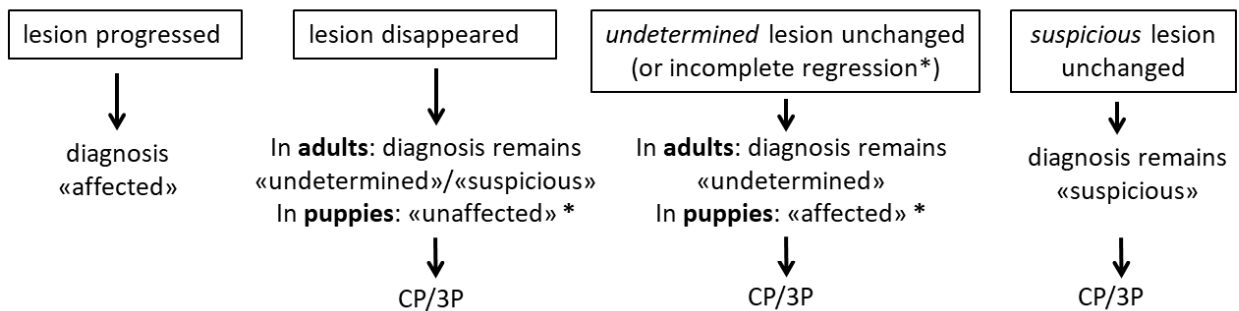 lesion progressed
diagnosis
«affected»
lesion disappeared
In adults: diagnosis remains
«undetermined»/«suspicious»
In puppies: «unaffected» *
CP/3P
undetermined lesion unchanged
(or incomplete regression*)
In adults: diagnosis remains
«undetermined»
In puppies: «affected» *
CP/3P
suspicious lesion
unchanged
diagnosis remains
«suspicious»
CP/3P